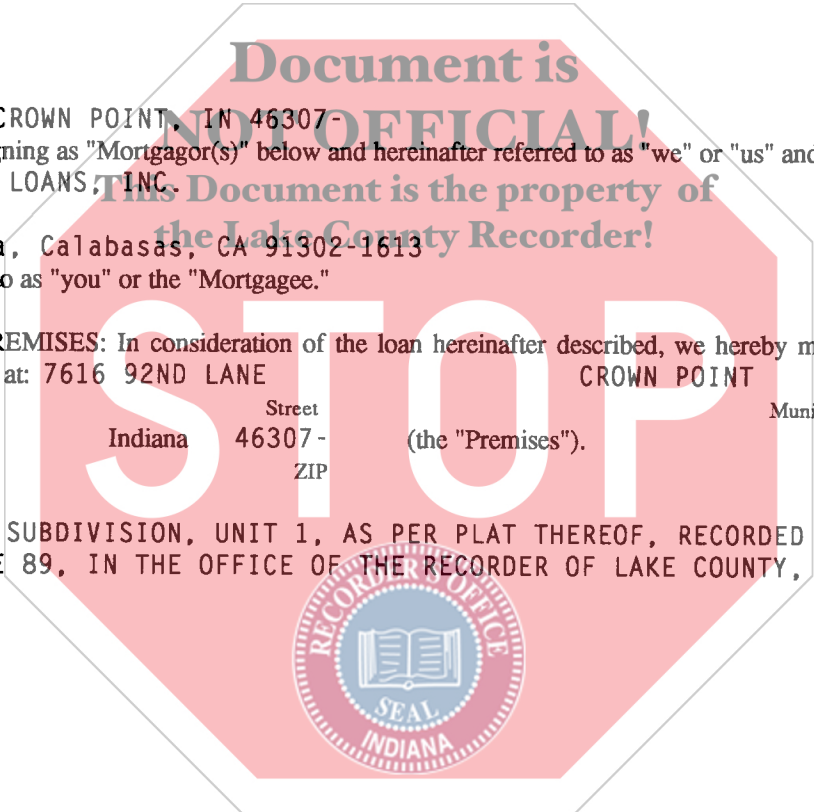 Document is
CROWN POINT, IN 46307-
NOT OFFICIAL!
ning as "Mortgagor(s)" below and hereinafter referred to as "we" or "us" and
LOANS, INC.
This Document is the property of
the Lake County Recorder!
a, Calabasas, CA 91302-1613
o as "you" or the "Mortgagee."
REMISES: In consideration of the loan hereinafter described, we hereby m
at: 7616 92ND LANE CROWN POINT
Street Muni
Indiana 46307- (the "Premises").
ZIP
STOP
SUBDIVISION, UNIT 1, AS PER PLAT THEREOF, RECORDED
E 89, IN THE OFFICE OF THE RECORDER OF LAKE COUNTY,
RECORDER'S OFFICE
SEAL
INDIANA